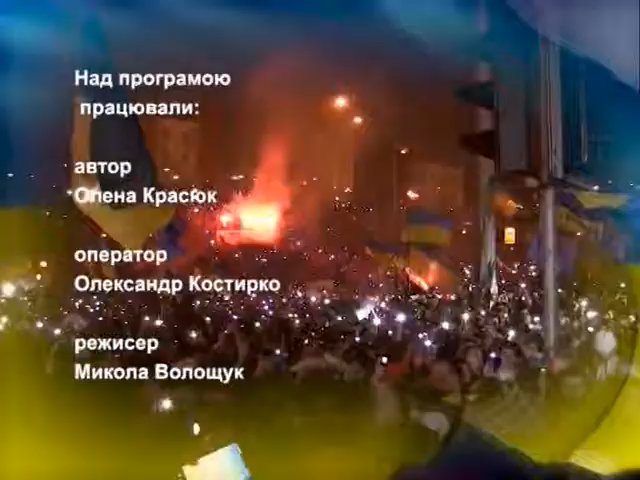 Над програмою
працювали:
автор
Олена Красюк
оператор
Олександр Костирко
режисер
Микола Волощук